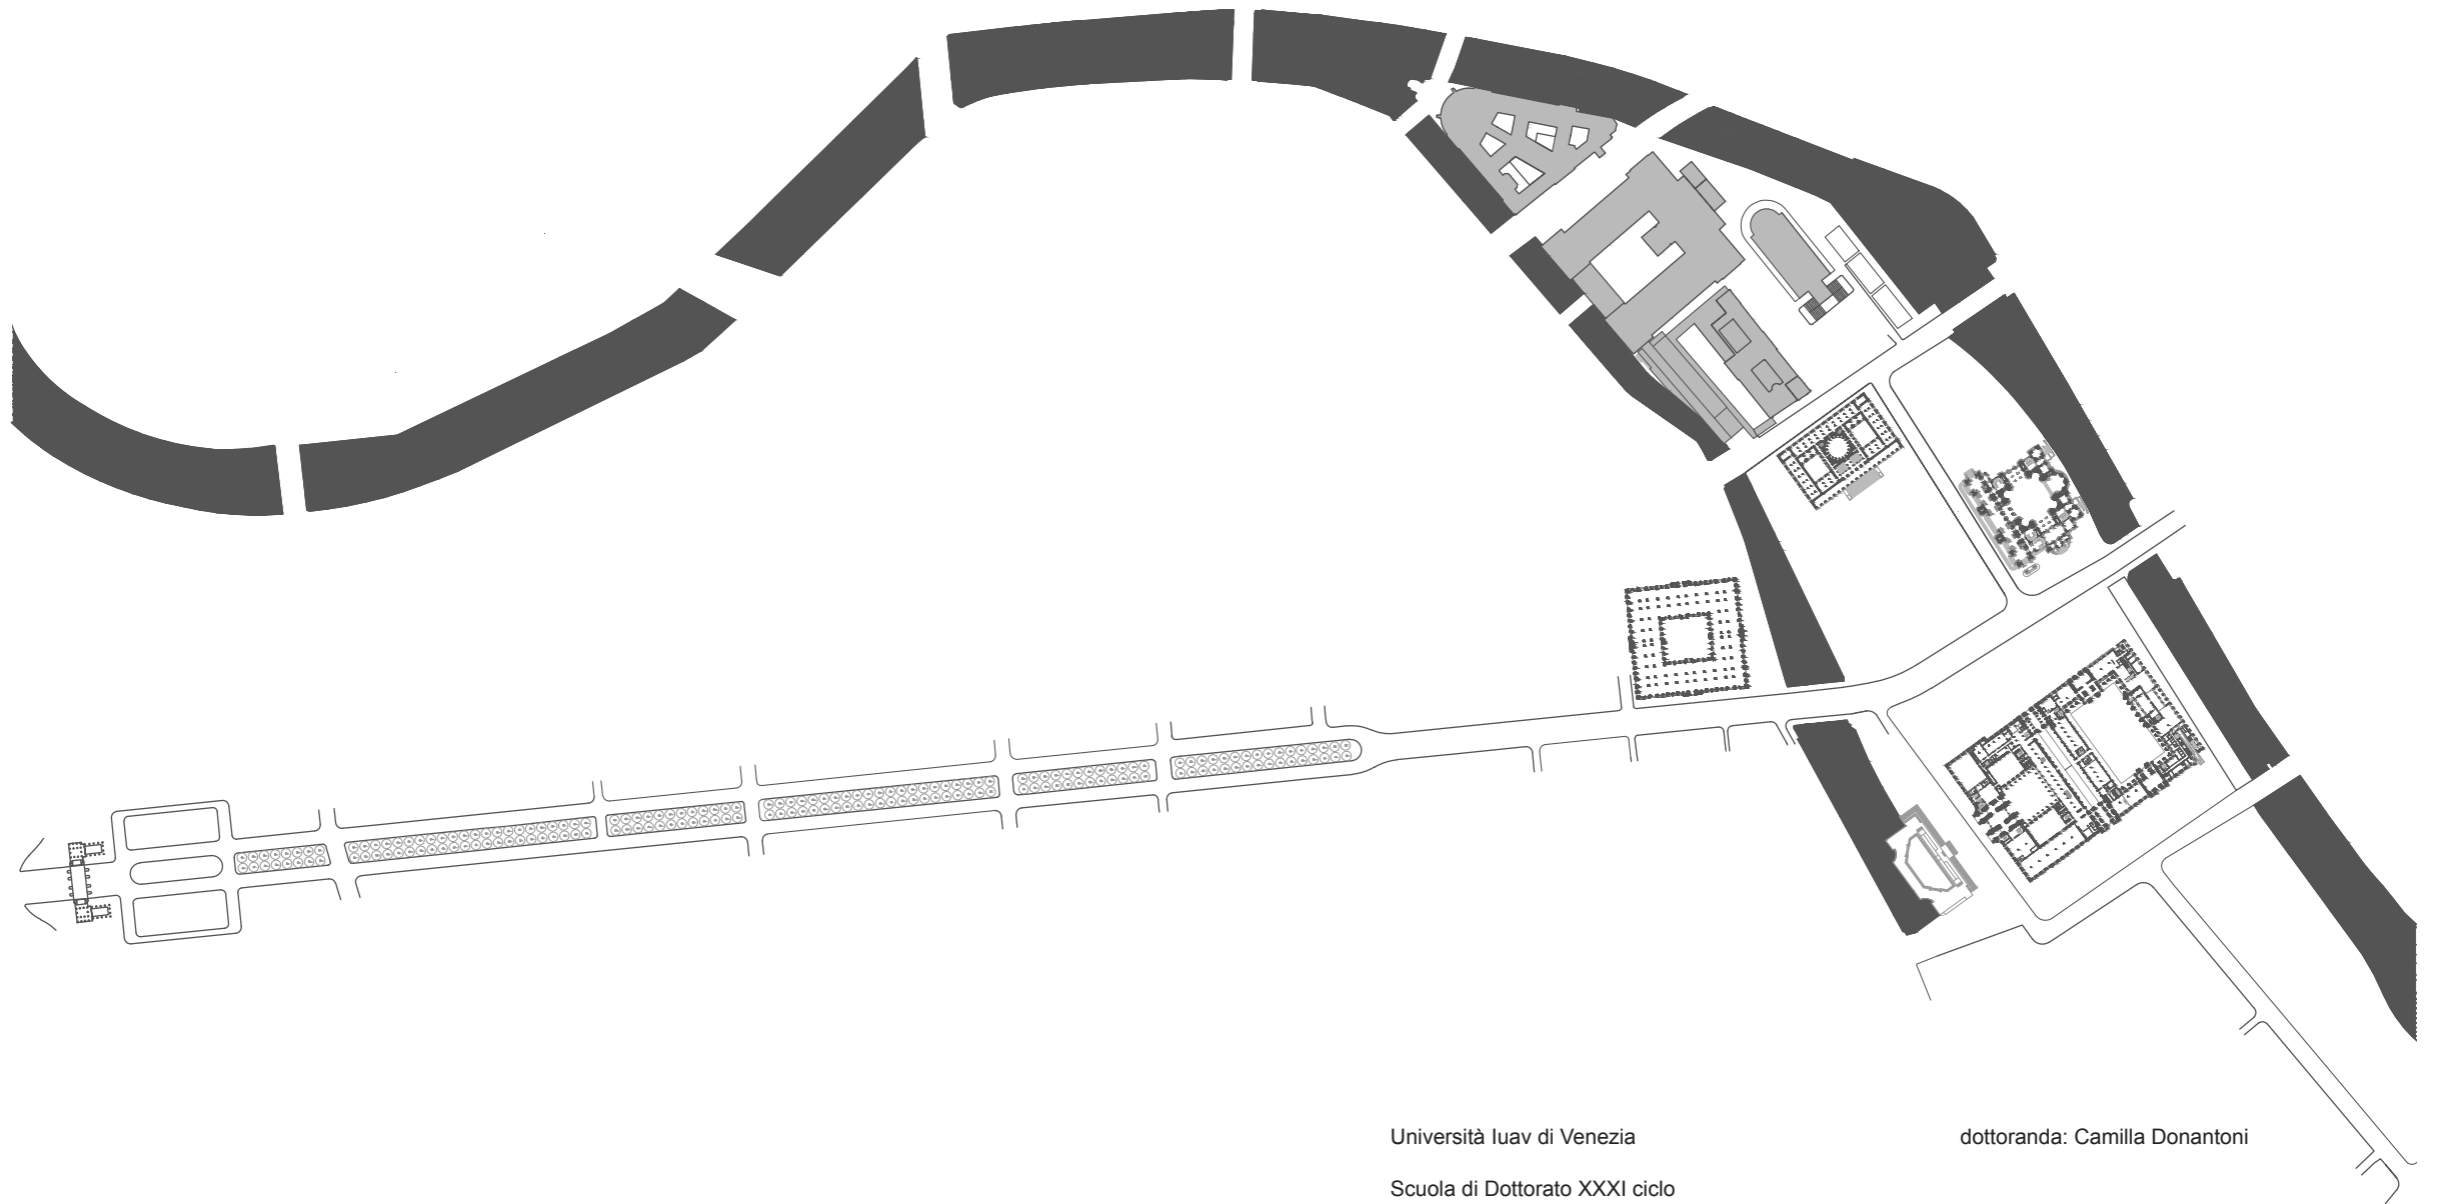 Università Iuav di Venezia
dottoranda: Camilla Donantoni
Scuola di Dottorato XXXI ciclo